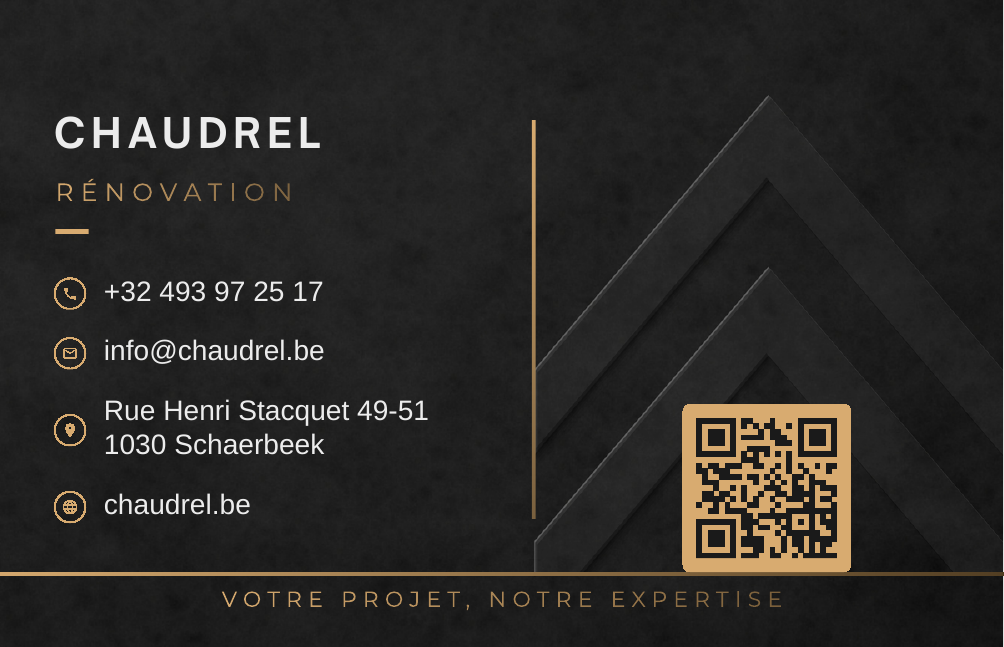 CHAUDREL
RÉNOVATION
+32 493 97 25 17
info@chaudrel.be
Rue Henri Stacquet 49-51
1030 Schaerbeek
chaudrel.be
VOTRE PROJET, NOTRE EXPERTISE